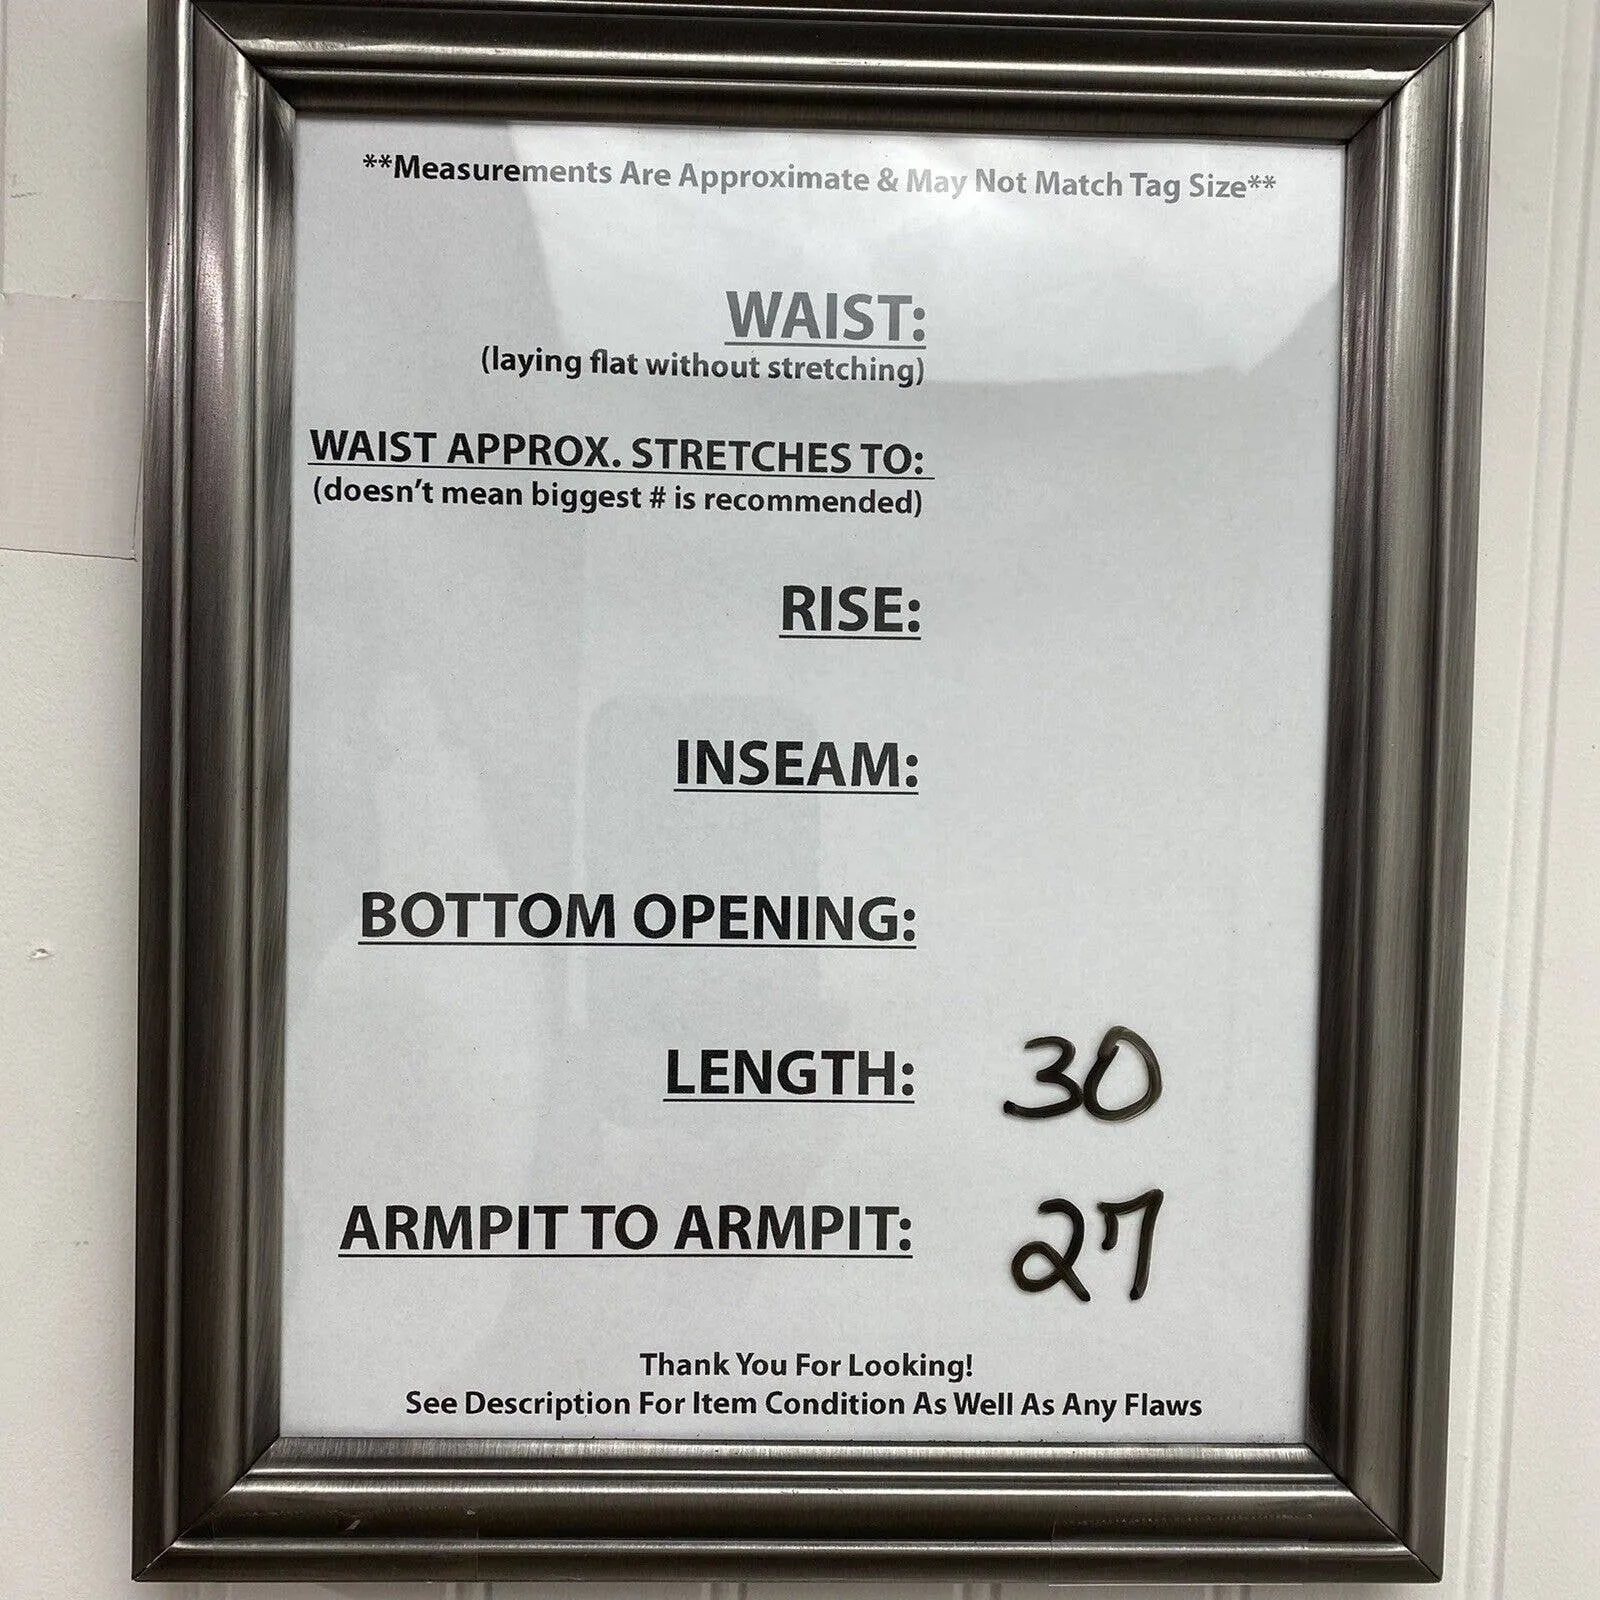 **Measurements Are Approximate & May Not Match Tag Size**
WAIST:
(laying flat without stretching)
WAIST APPROX. STRETCHES TO:
(doesn't mean biggest # is recommended)
RISE:
INSEAM:
BOTTOM OPENING:
LENGTH: 30
ARMPIT TO ARMPIT: 27
Thank You For Looking!
See Description For Item Condition As Well As Any Flaws